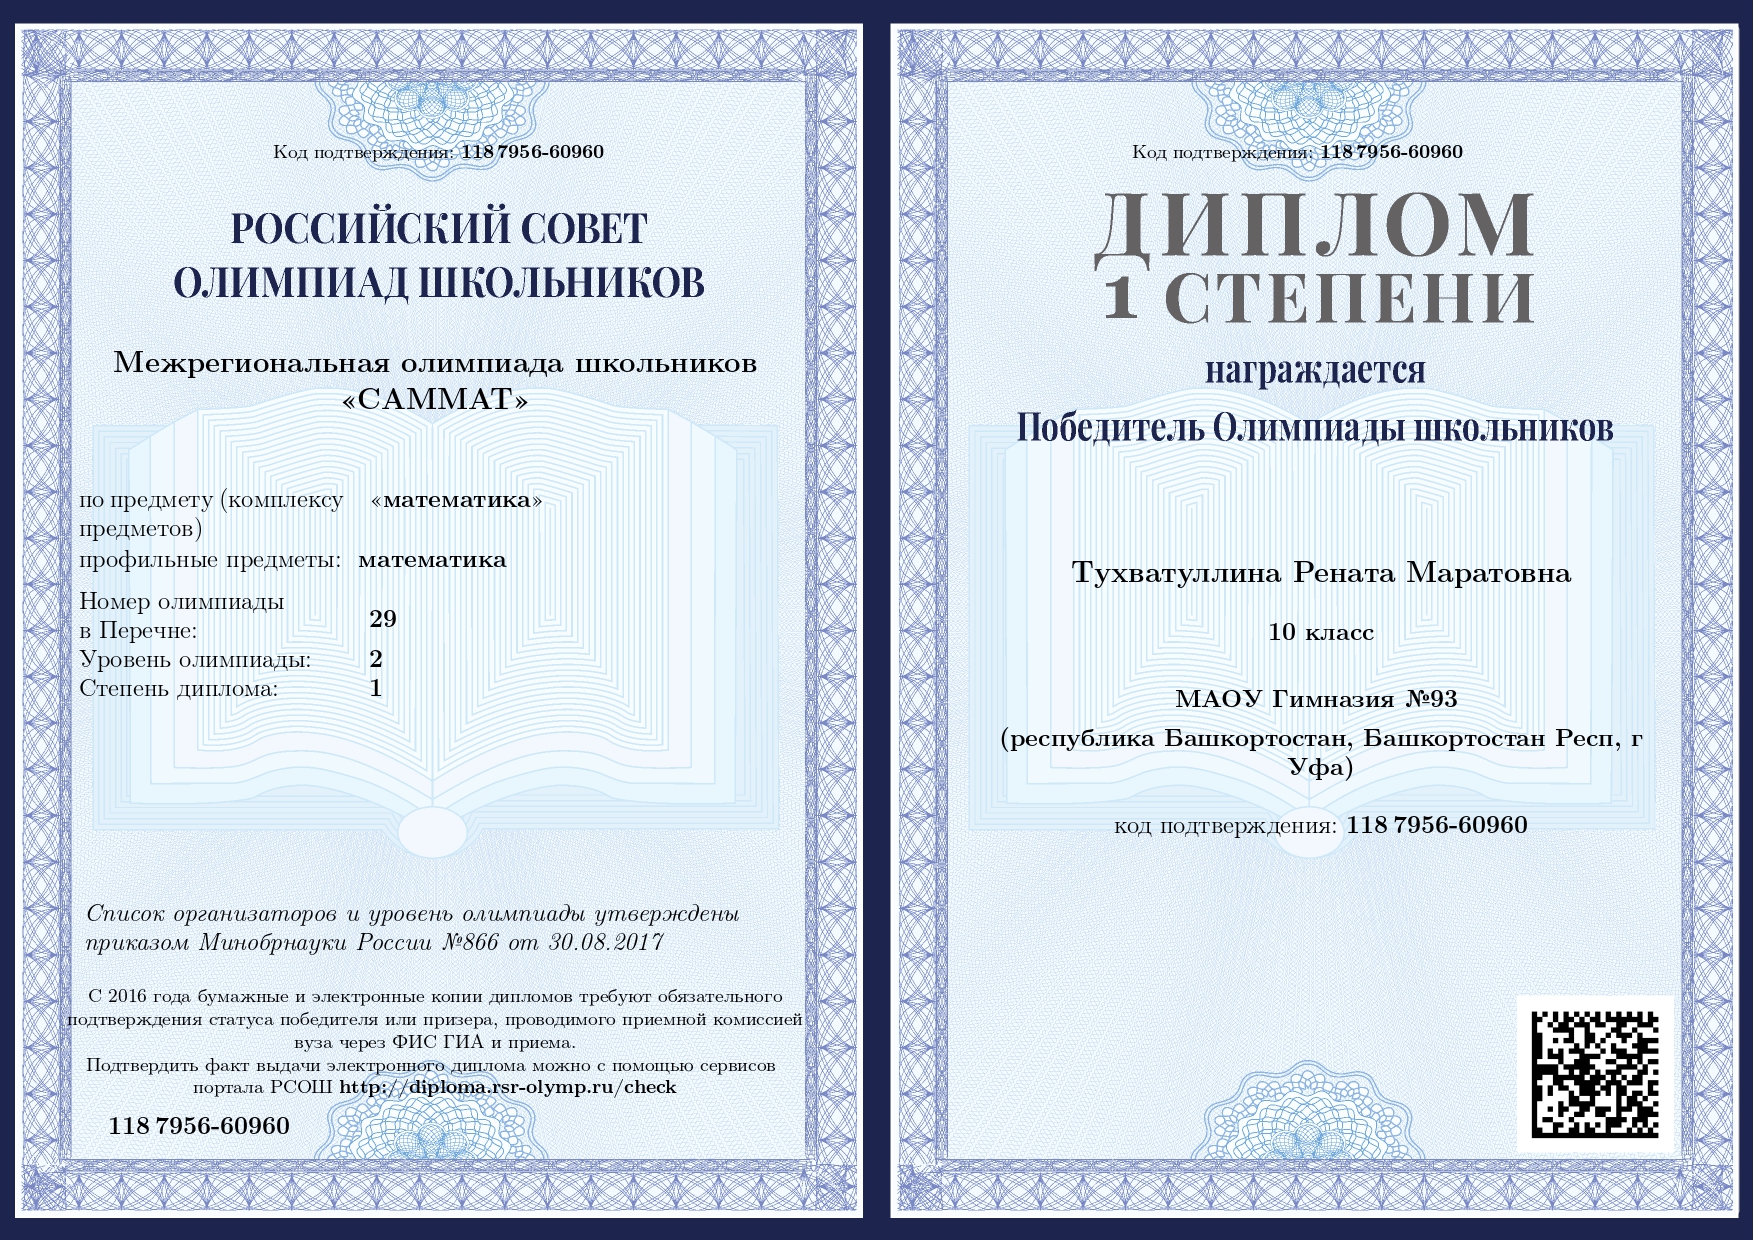 Код подтверждения: 118 7956-60960
РОССИЙСКИЙ СОВЕТ
ОЛИМПИАД ШКОЛЬНИКОВ
Межрегиональная олимпиада школьников
«САММАТ»
по предмету (комплексу предметов) «математика»
профильные предметы: математика
Номер олимпиады
в Перечне: 29
Уровень олимпиады: 2
Степень диплома: 1
Список организаторов и уровень олимпиады утверждены
приказом Минобрнауки России №866 от 30.08.2017
С 2016 года бумажные и электронные копии дипломов требуют обязательного
подтверждения статуса победителя или призера, проводимого приемной комиссией
вуза через ФИС ГИА и приема.
Подтвердить факт выдачи электронного диплома можно с помощью сервисов
портала РСОШ http://diploma.rsr-olymp.ru/check
118 7956-60960
Код подтверждения: 118 7956-60960
ДИПЛОМ
1 СТЕПЕНИ
награждается
Победитель Олимпиады школьников
Тухватуллина Рената Маратовна
10 класс
МАОУ Гимназия №93
(республика Башкортостан, Башкортостан Респ, г
Уфа)
код подтверждения: 118 7956-60960